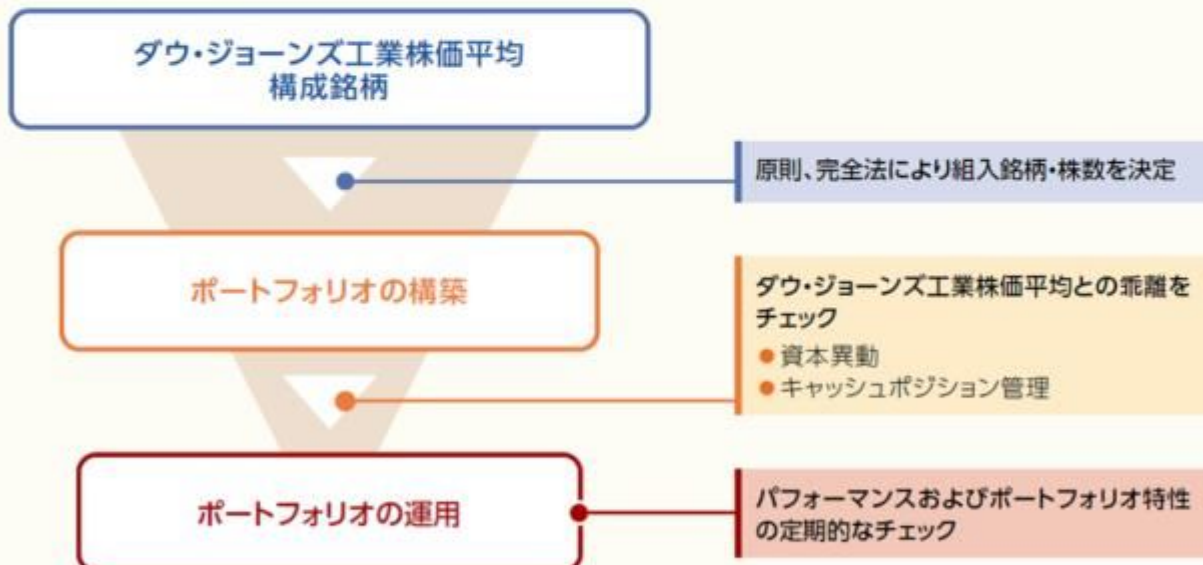 ダウ・ジョーンズ工業株価平均
構成銘柄
原則、完全法により組入銘柄・株数を決定
ポートフォリオの構築
ダウ・ジョーンズ工業株価平均との乖離を
チェック
●資本異動
●キャッシュポジション管理
ポートフォリオの運用
パフォーマンスおよびポートフォリオ特性
の定期的なチェック